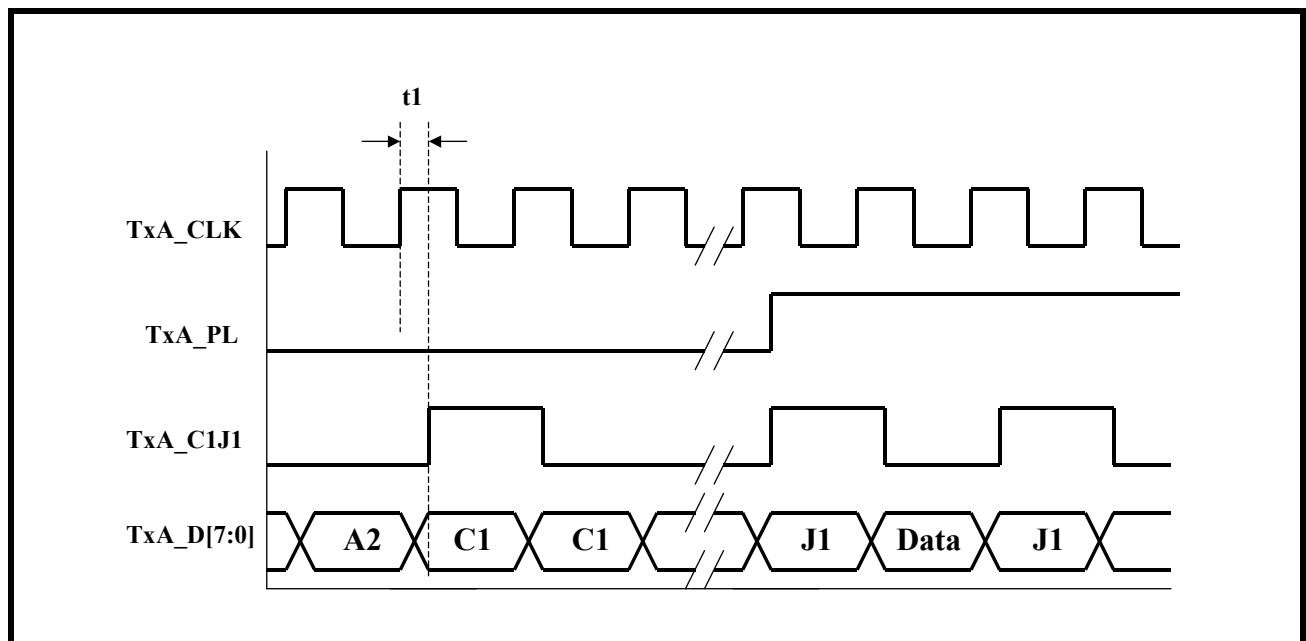 t1
TxA_CLK
TxA_PL
TxA_C1J1
TxA_D[7:0]
A2 C1 C1 J1 Data J1